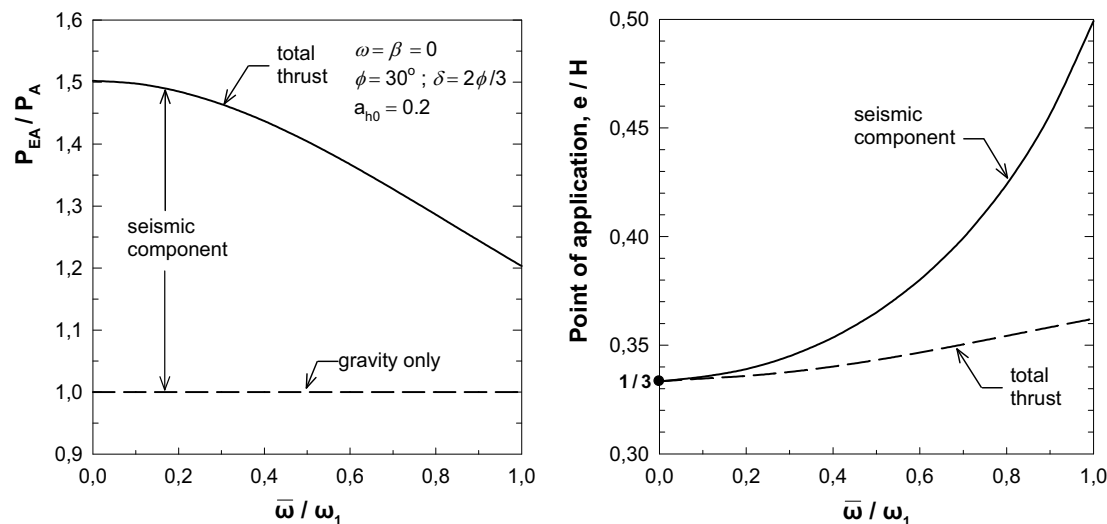 1,6
1,5
1,4
1,3
1,2
1,1
1,0
0,9
P_EA / P_A
total
thrust
ω = β = 0
ϕ = 30° ; δ = 2ϕ/3
a_h0 = 0.2
seismic
component
gravity only
0,0 0,2 0,4 0,6 0,8 1,0
ω̅ / ω₁
0,50
0,45
0,40
0,35
1/3
0,30
Point of application, e / H
seismic
component
total
thrust
0,0 0,2 0,4 0,6 0,8 1,0
ω̅ / ω₁